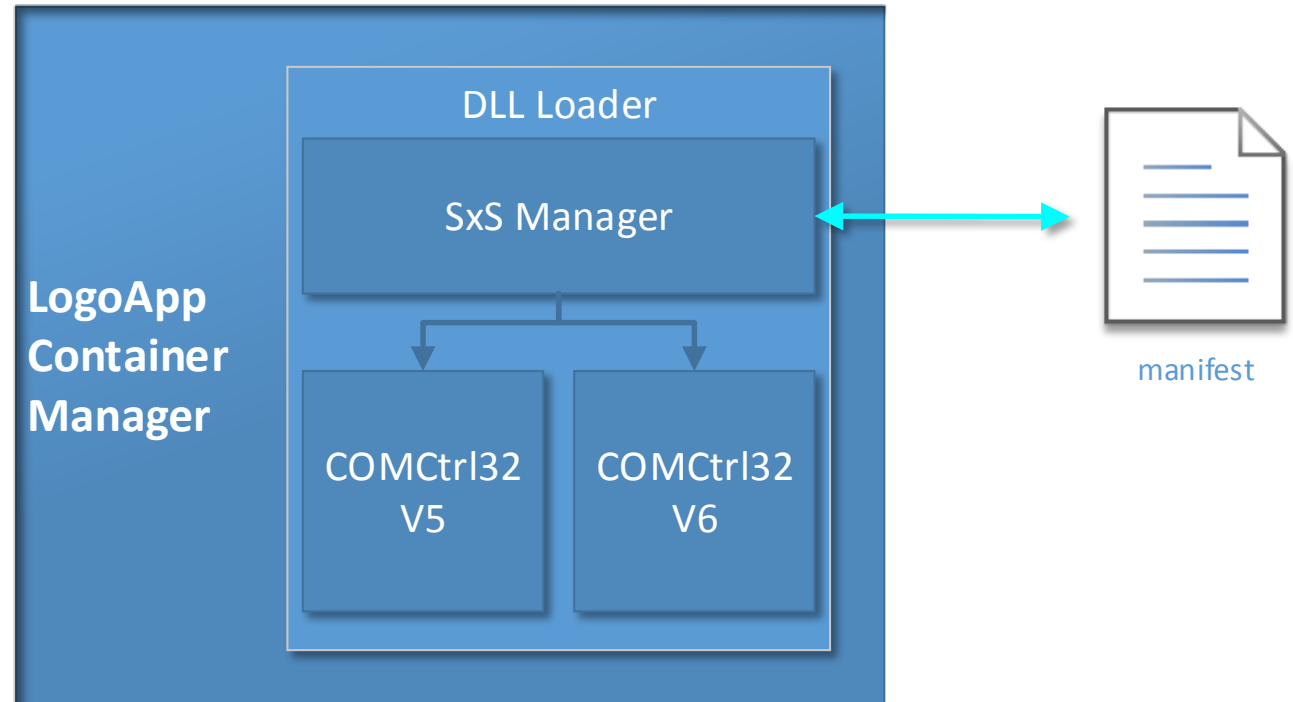 DLL Loader
SxS Manager
LogoApp
Container
Manager
COMCtrl32
V5
COMCtrl32
V6
manifest